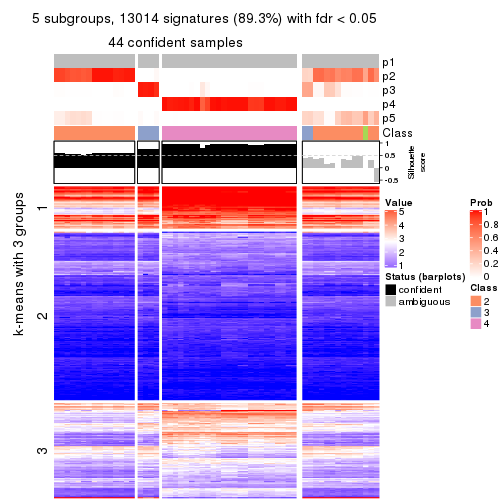 5 subgroups, 13014 signatures (89.3%) with fdr < 0.05
44 confident samples
p1
p2
p3
p4
p5
Class
1
0.5
0
-0.5
Silhouette
score
k-means with 3 groups
1
2
3
Value
5
4
3
2
1
Status (barplots)
confident
ambiguous
Prob
1
0.8
0.6
0.4
0.2
0
Class
2
3
4